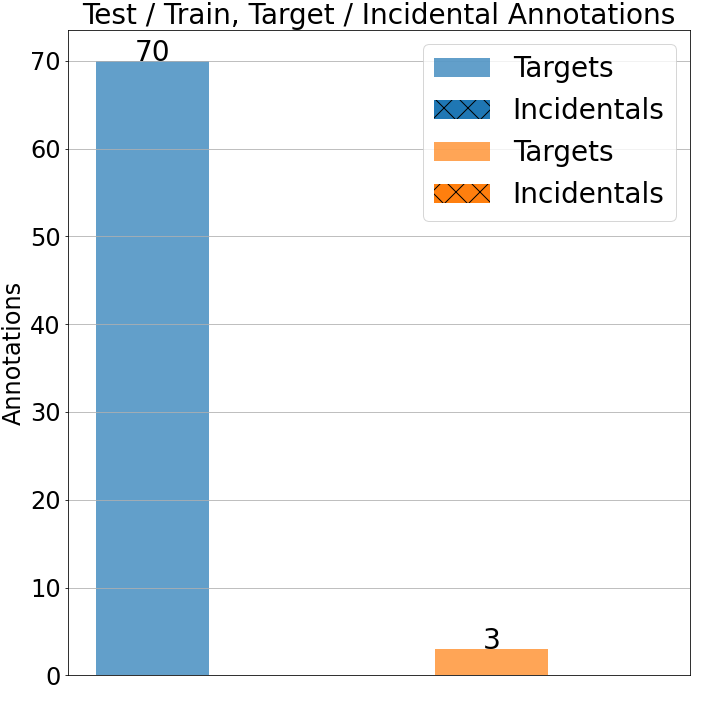 Test / Train, Target / Incidental Annotations
70
60
50
40
30
20
10
0
Annotations
70
3
Targets
Incidentals
Targets
Incidentals